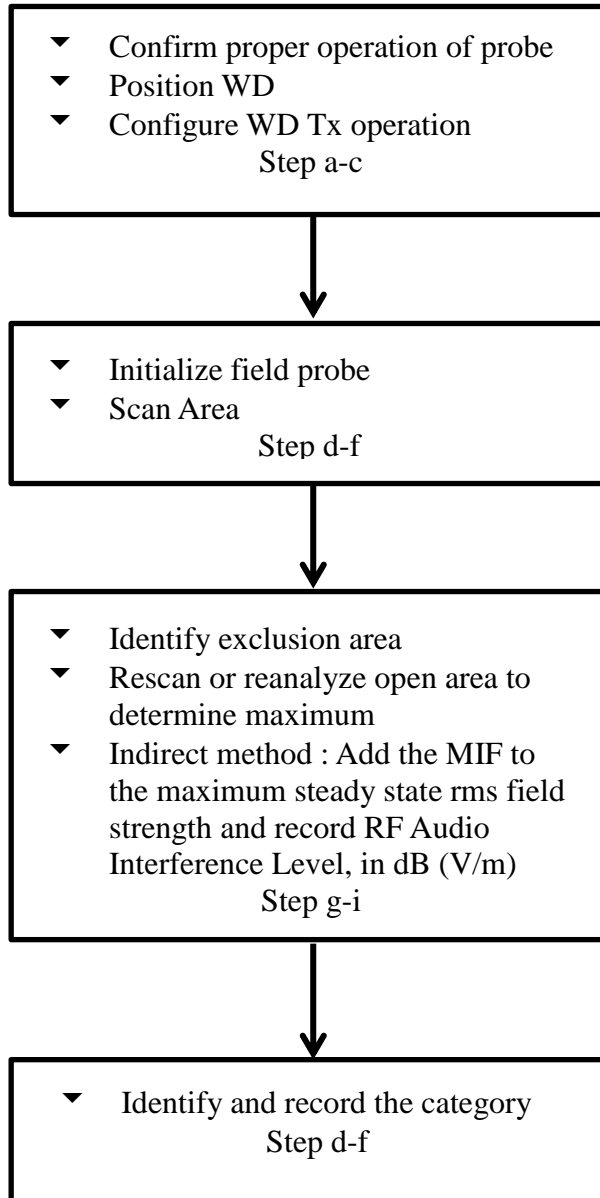 Confirm proper operation of probe
Position WD
Configure WD Tx operation
Step a-c
Initialize field probe
Scan Area
Step d-f
Identify exclusion area
Rescan or reanalyze open area to
determine maximum
Indirect method : Add the MIF to
the maximum steady state rms field
strength and record RF Audio
Interference Level, in dB (V/m)
Step g-i
Identify and record the category
Step d-f